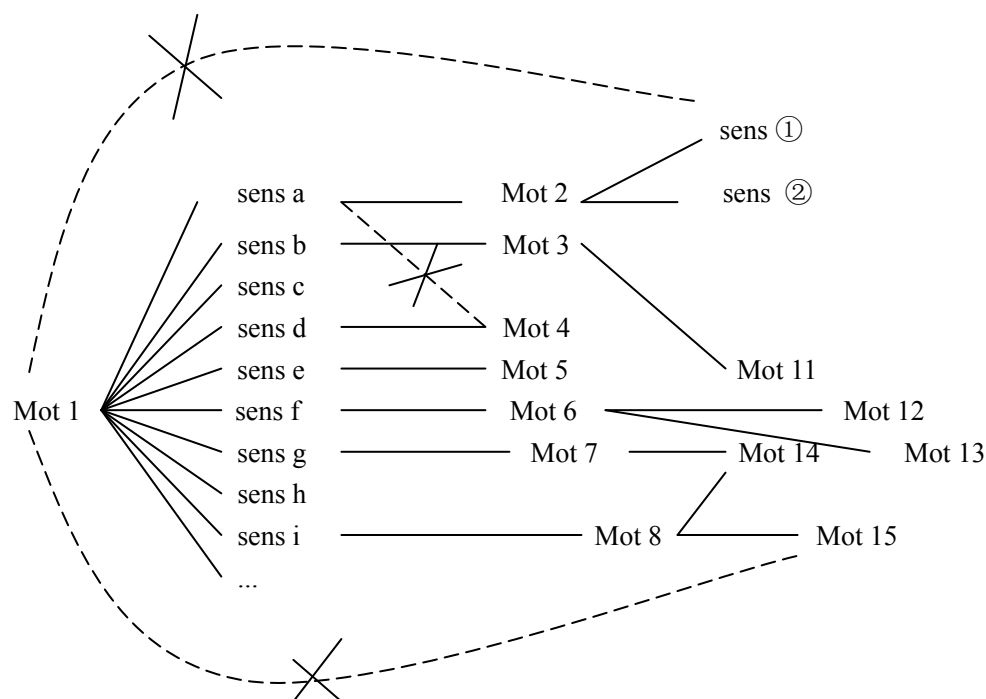 sens ①
sens a Mot 2 sens ②
sens b Mot 3
sens c
sens d Mot 4
sens e Mot 5 Mot 11
Mot 1 sens f Mot 6 Mot 12
sens g Mot 7 Mot 14 Mot 13
sens h
sens i Mot 8 Mot 15
...